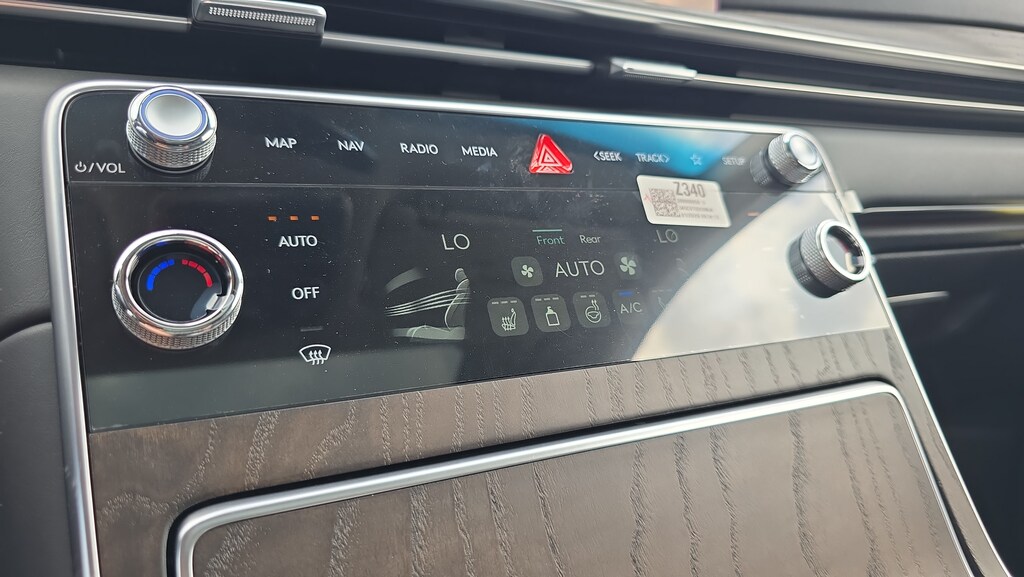 MAP NAV RADIO MEDIA <SEEK TRACK> ☆ SETUP
⏻/VOL
Z340
AUTO
LO
Front Rear
LO
AUTO
OFF
A/C